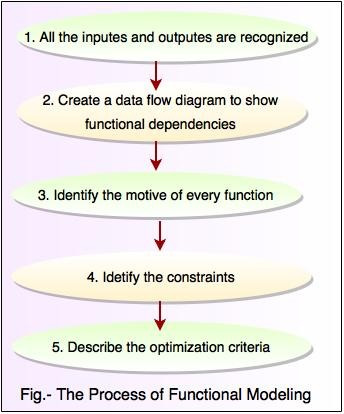 1. All the inputes and outputes are recognized
2. Create a data flow diagram to show
functional dependencies
3. Identify the motive of every function
4. Idetify the constraints
5. Describe the optimization criteria
Fig.- The Process of Functional Modeling